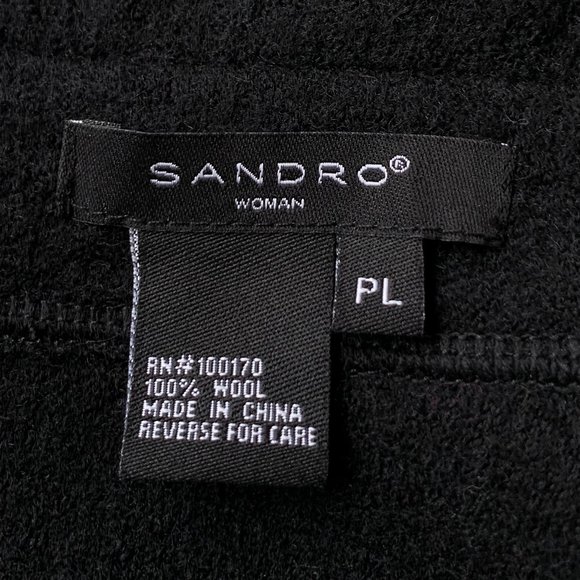 SANDRO®
WOMAN
PL
RN#100170
100% WOOL
MADE IN CHINA
REVERSE FOR CARE